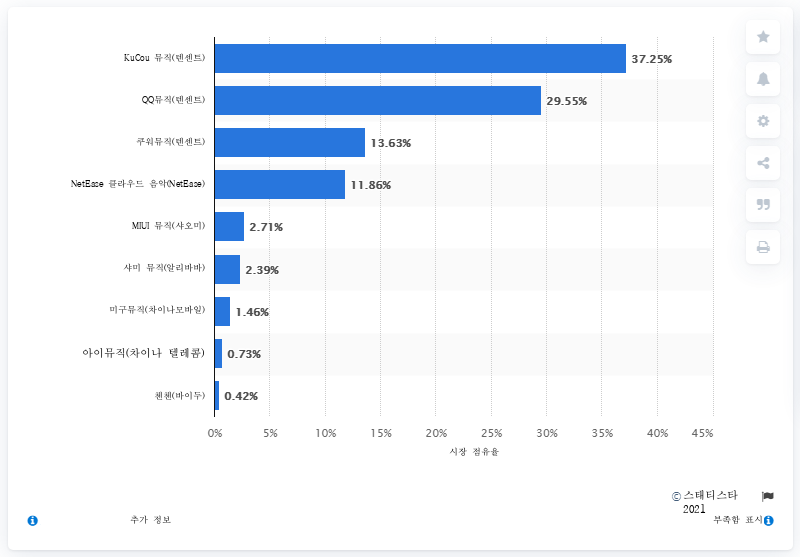 KuCou 뮤직(텐센트)
37.25%
QQ뮤직(텐센트)
29.55%
쿠워뮤직(텐센트)
13.63%
NetEase 클라우드 음악(NetEase)
11.86%
MIUI 뮤직(샤오미)
2.71%
샤미 뮤직(알리바바)
2.39%
미구뮤직(차이나모바일)
1.46%
아이뮤직(차이나 텔레콤)
0.73%
첸첸(바이두)
0.42%
0% 5% 10% 15% 20% 25% 30% 35% 40% 45%
시장 점유율
© 스태티스타
2021
추가 정보
부족함 표시